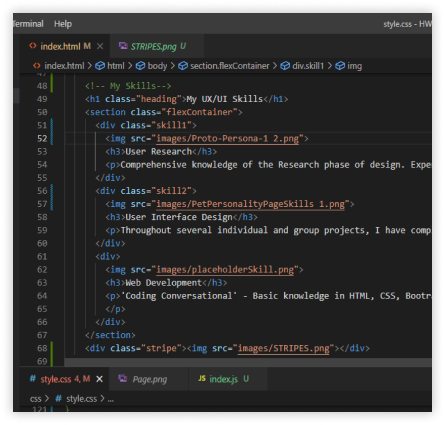 Terminal Help style.css - HW
index.html M × STRIPES.png U
index.html > html > body > section.flexContainer > div.skill1 > img
48 <!-- My Skills-->
49 <h1 class="heading">My UX/UI Skills</h1>
50 <section class="flexContainer">
51 <div class="skill1">
52 <img src="images/Proto-Persona-1 2.png">
53 <h3>User Research</h3>
54 <p>Comprehensive knowledge of the Research phase of design. Expe
55 </div>
56 <div class="skill2">
57 <img src="images/PetPersonalityPageSkills 1.png">
58 <h3>User Interface Design</h3>
59 <p>Throughout several individual and group projects, I have comp
60 </div>
61 <div>
62 <img src="images/placeholderSkill.png">
63 <h3>Web Development</h3>
64 <p>'Coding Conversational' - Basic knowledge in HTML, CSS, Bootr
65 </p>
66 </div>
67 </section>
68 <div class="stripe"><img src="images/STRIPES.png"></div>
69
# style.css 4, M × Page.png JS index.js U
css > # style.css > ...
121 }